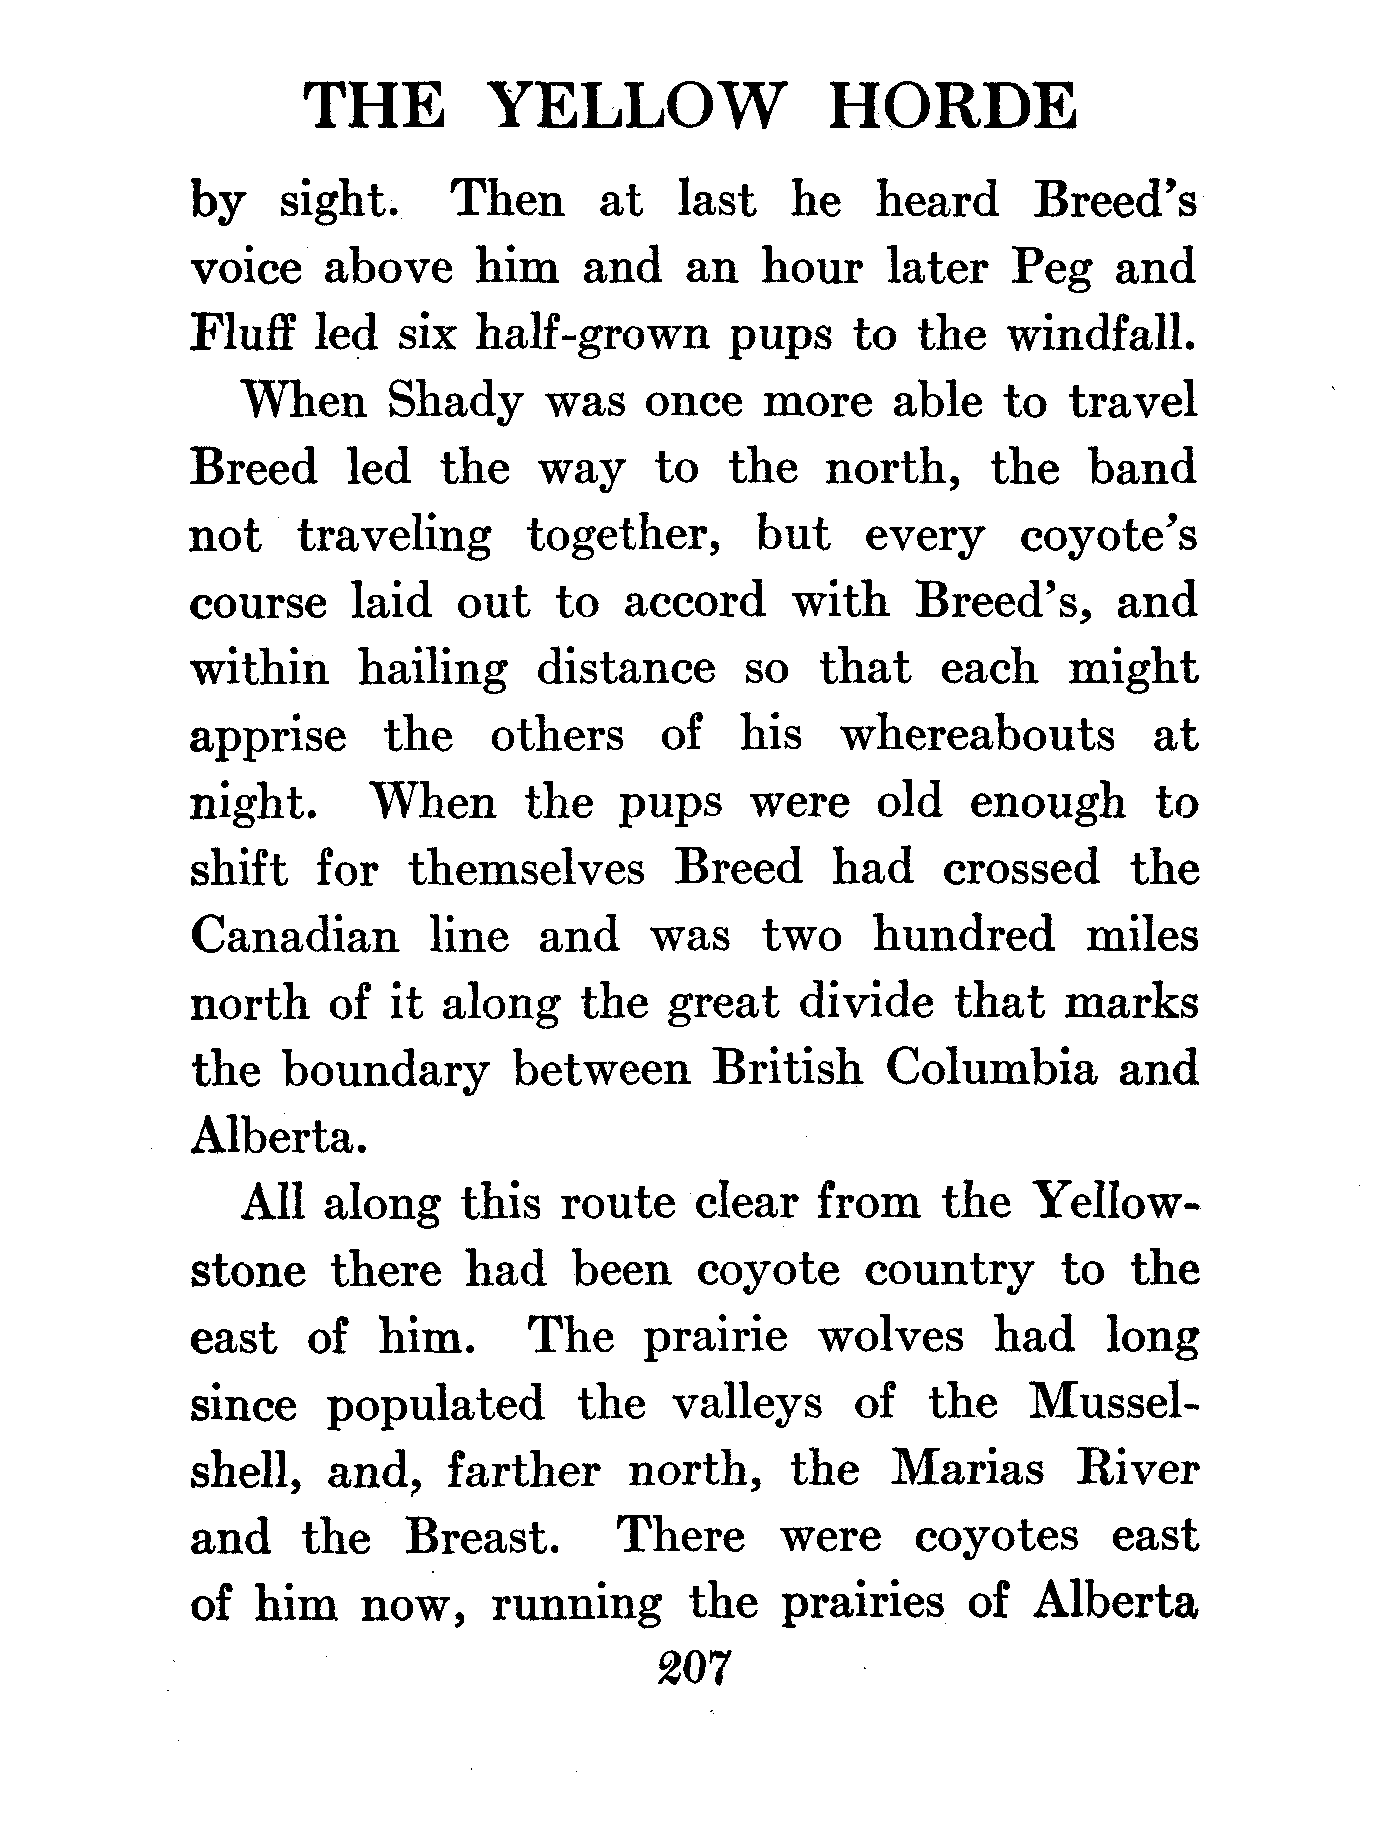 THE YELLOW HORDE
by sight. Then at last he heard Breed's
voice above him and an hour later Peg and
Fluff led six half-grown pups to the windfall.
When Shady was once more able to travel
Breed led the way to the north, the band
not traveling together, but every coyote's
course laid out to accord with Breed's, and
within hailing distance so that each might
apprise the others of his whereabouts at
night. When the pups were old enough to
shift for themselves Breed had crossed the
Canadian line and was two hundred miles
north of it along the great divide that marks
the boundary between British Columbia and
Alberta.
All along this route clear from the Yellow-
stone there had been coyote country to the
east of him. The prairie wolves had long
since populated the valleys of the Mussel-
shell, and, farther north, the Marias River
and the Breast. There were coyotes east
of him now, running the prairies of Alberta
207